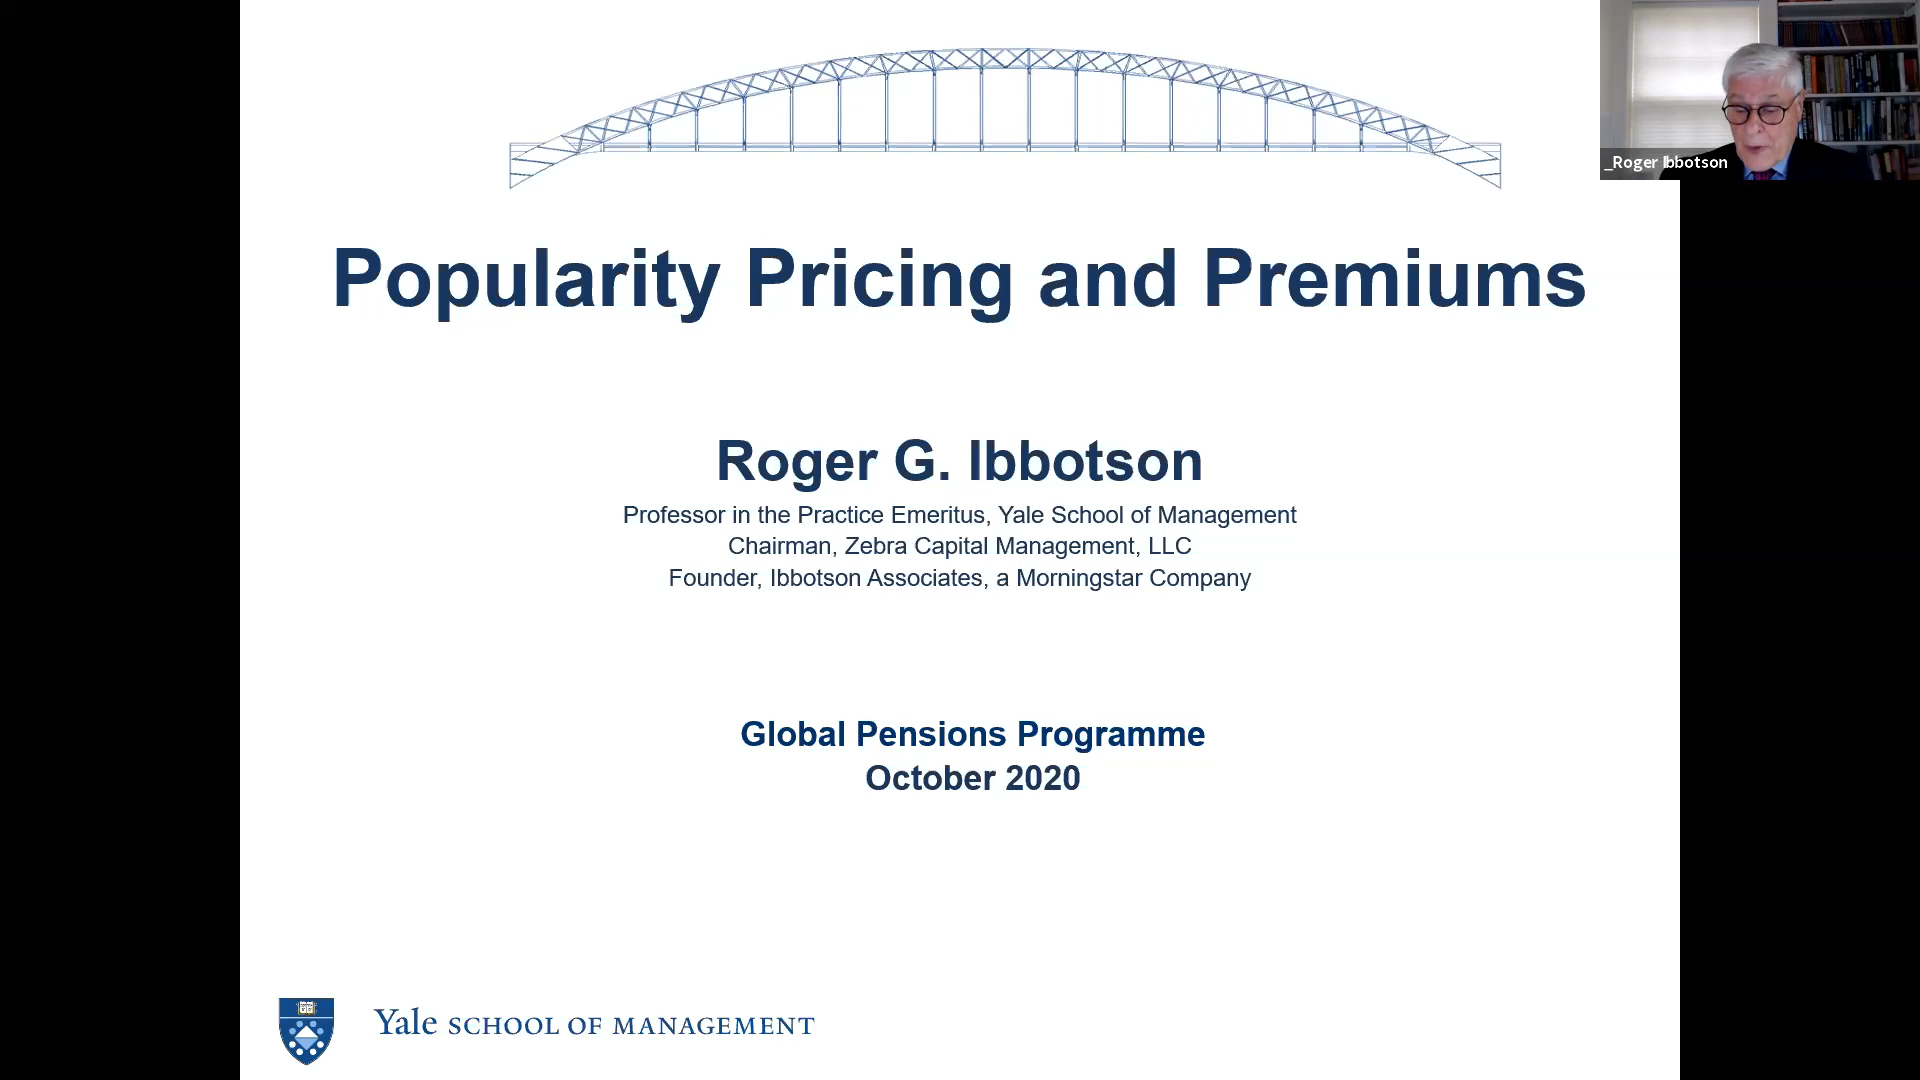 Popularity Pricing and Premiums
Roger G. Ibbotson
Professor in the Practice Emeritus, Yale School of Management
Chairman, Zebra Capital Management, LLC
Founder, Ibbotson Associates, a Morningstar Company
Global Pensions Programme
October 2020
Yale SCHOOL OF MANAGEMENT
_Roger Ibbotson